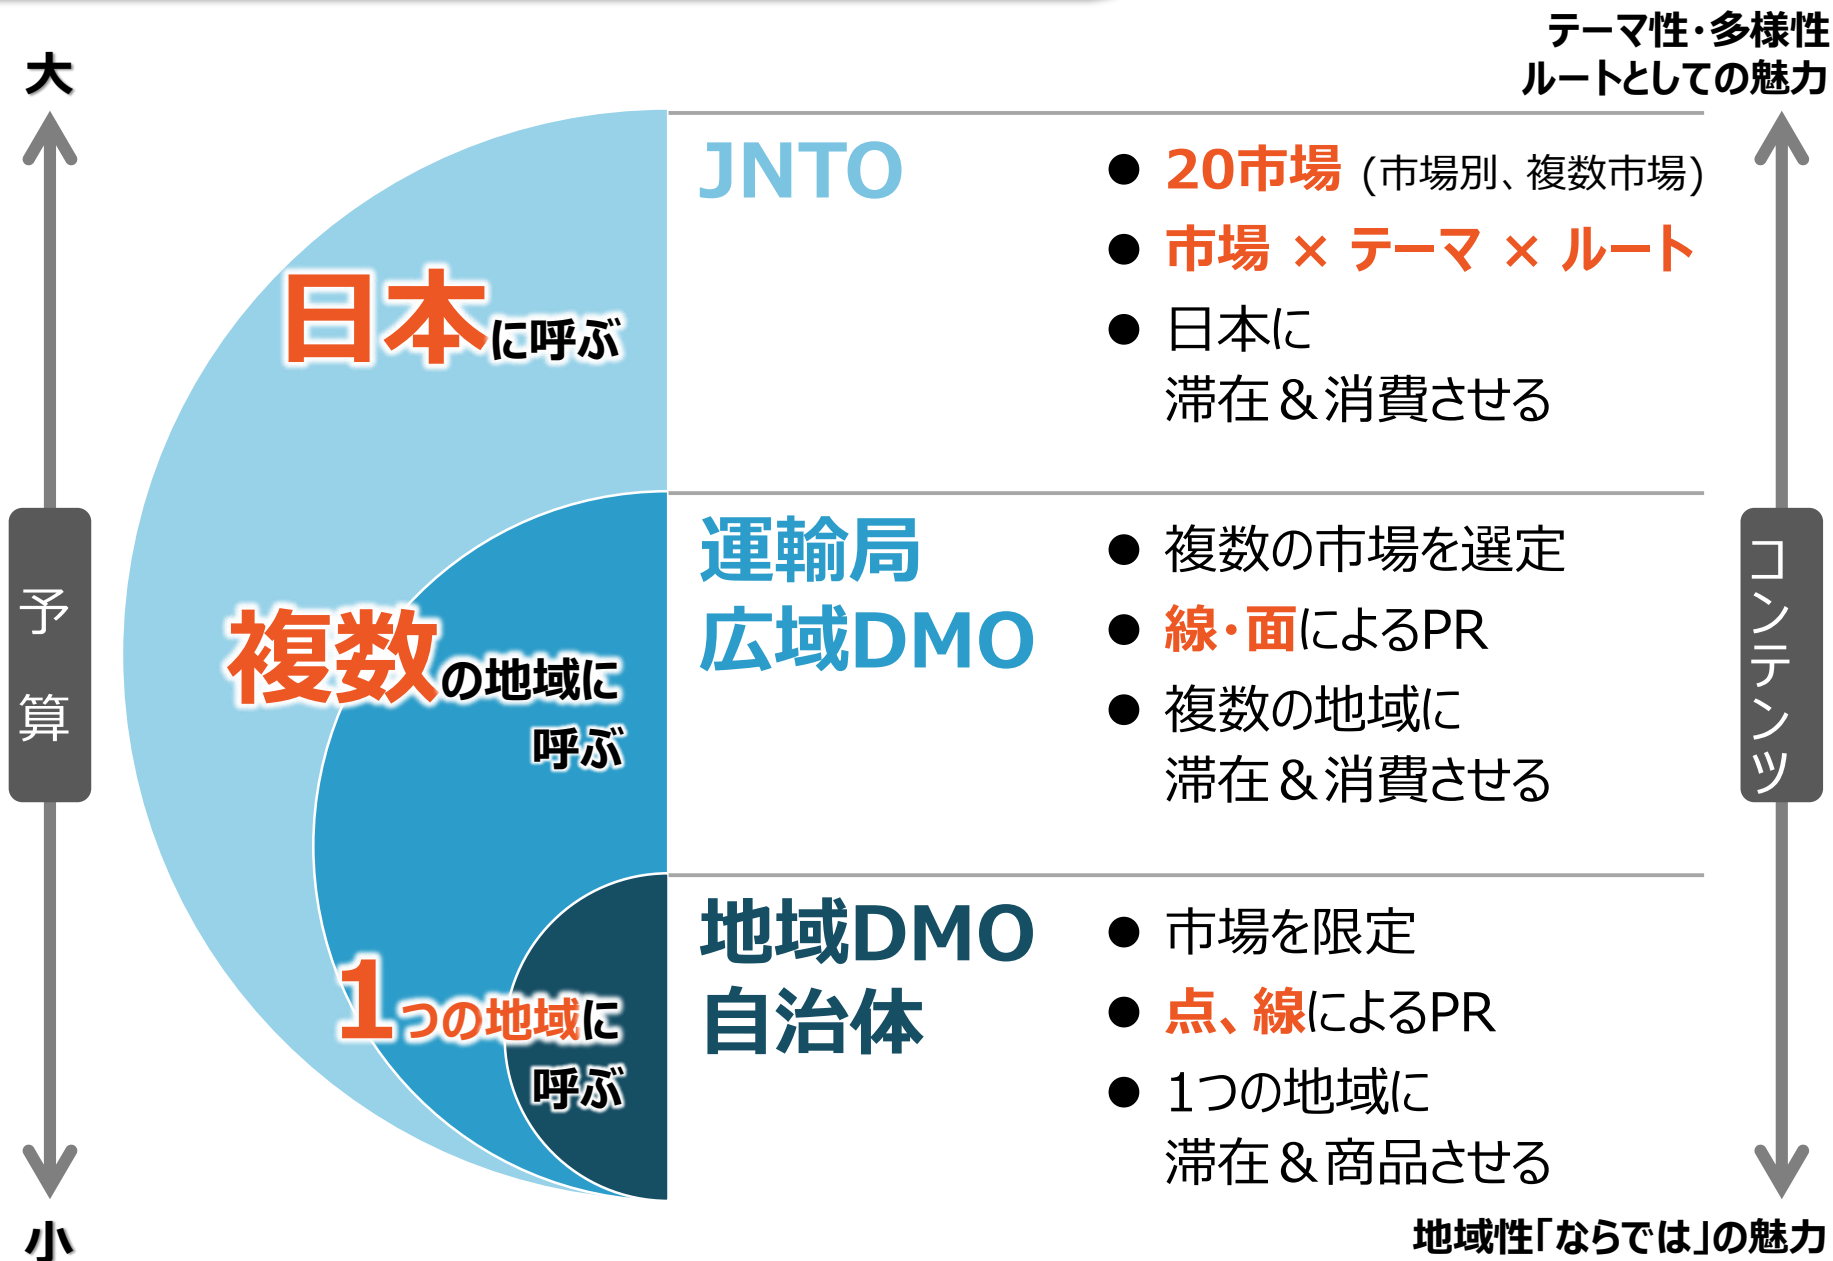 テーマ性・多様性
ルートとしての魅力
大
予算
小
日本に呼ぶ
JNTO
● 20市場 (市場別、複数市場)
● 市場 × テーマ × ルート
● 日本に
滞在＆消費させる
複数の地域に
呼ぶ
運輸局
広域DMO
● 複数の市場を選定
● 線・面によるPR
● 複数の地域に
滞在＆消費させる
1つの地域に
呼ぶ
地域DMO
自治体
● 市場を限定
● 点、線によるPR
● 1つの地域に
滞在＆商品させる
コンテンツ
地域性「ならでは」の魅力